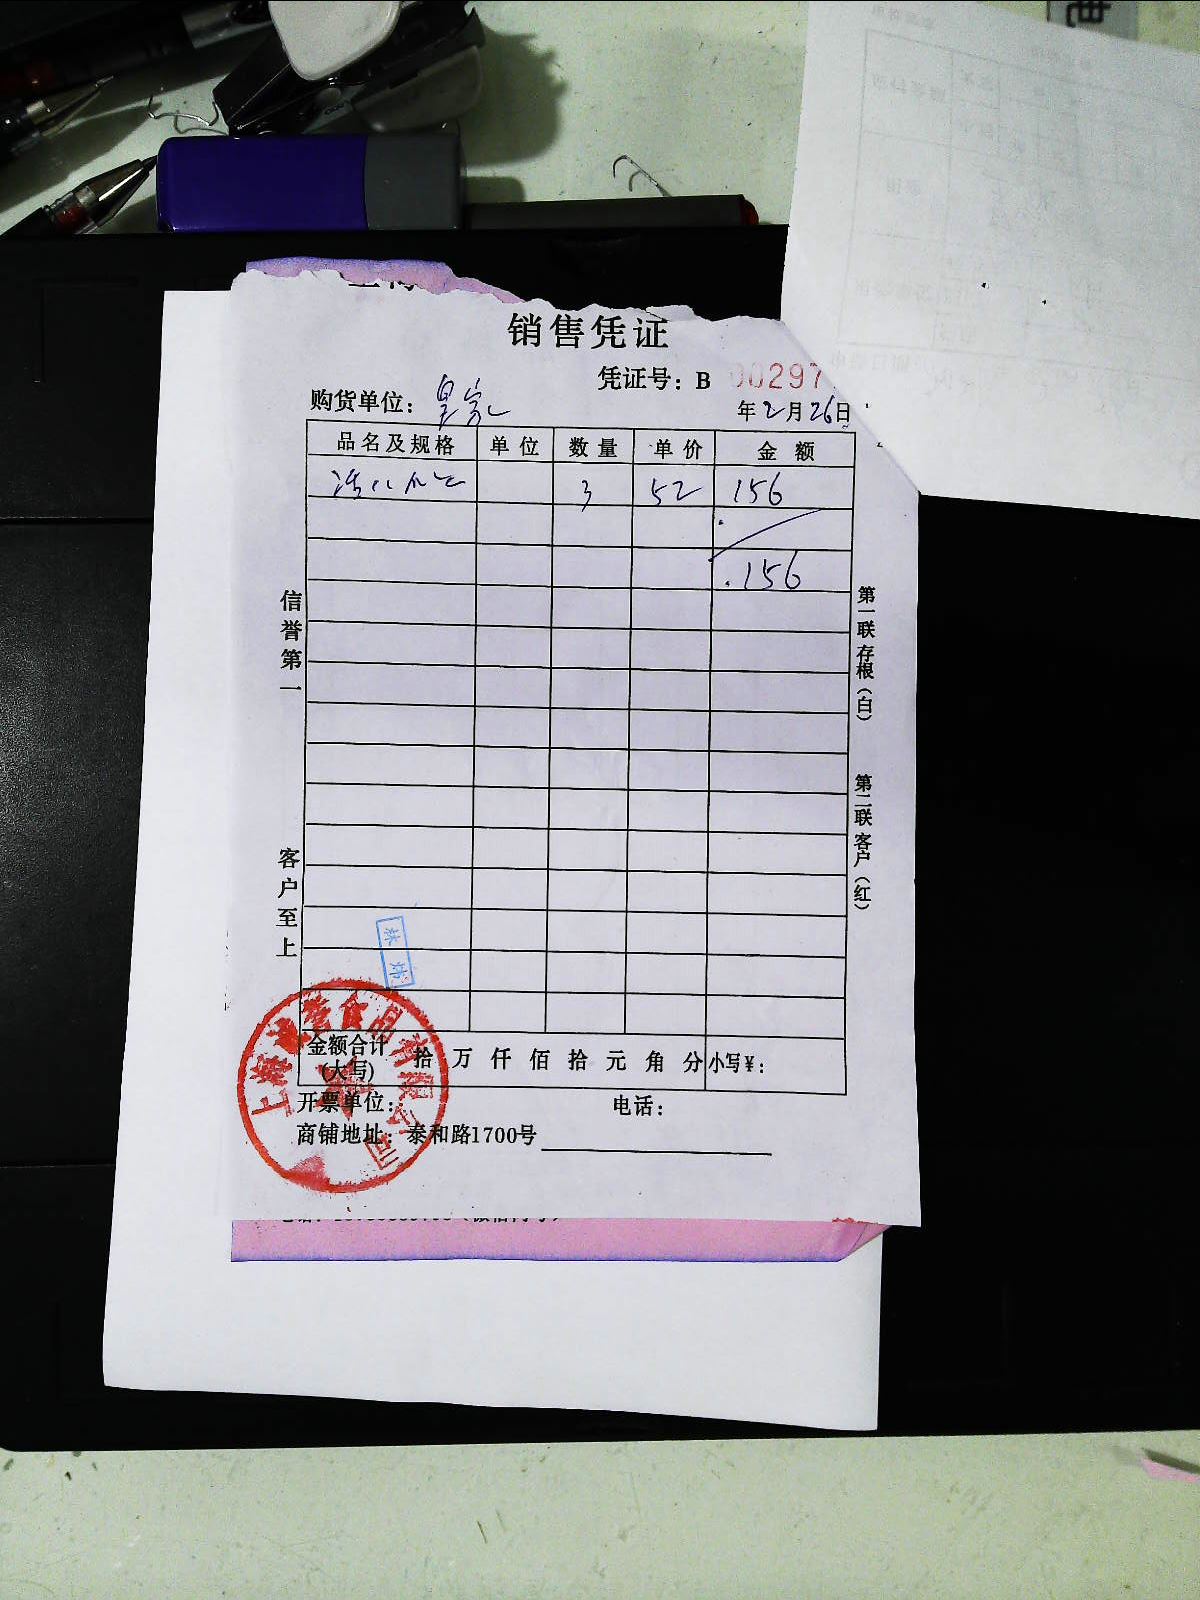 销售凭证
凭证号：B 00297
购货单位：皇家
年2月26日
品名及规格 单位 数量 单价 金额
3 52 156
156
信誉第一
客户至上
第一联存根（白）
第二联客户（红）
金额合计（大写） 拾 万 仟 佰 拾 元 角 分 小写¥：
开票单位： 电话：
商铺地址：泰和路1700号